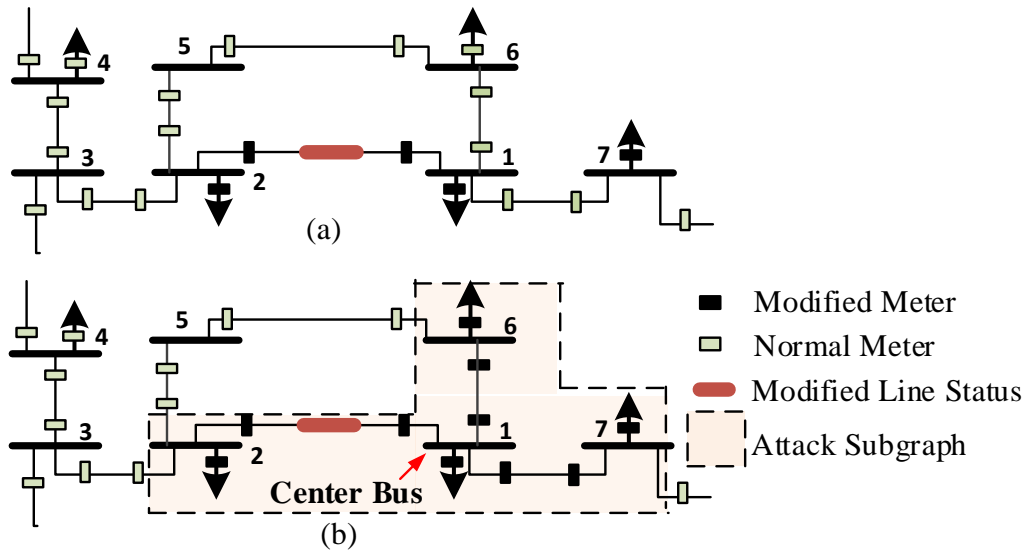 5
6
4
3
2
1
7
(a)
5
6
4
3
2
1
7
Center Bus
(b)
Modified Meter
Normal Meter
Modified Line Status
Attack Subgraph